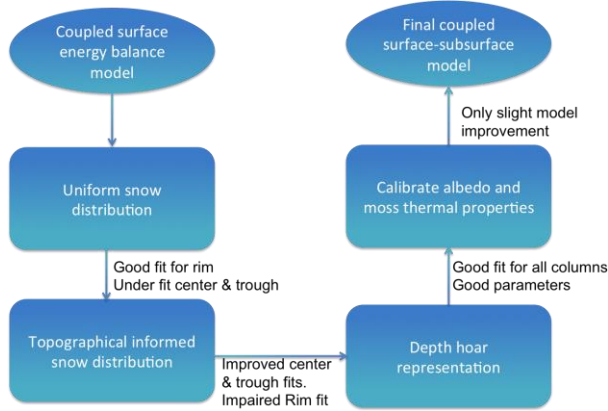 Coupled surface
energy balance
model
Uniform snow
distribution
Good fit for rim
Under fit center & trough
Topographical informed
snow distribution
Improved center
& trough fits.
Impaired Rim fit
Depth hoar
representation
Good fit for all columns
Good parameters
Calibrate albedo and
moss thermal properties
Only slight model
improvement
Final coupled
surface-subsurface
model